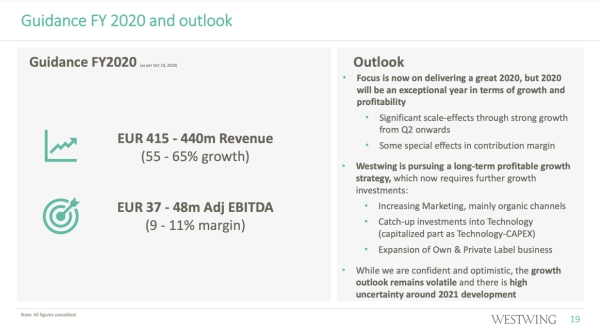 Guidance FY 2020 and outlook
Guidance FY2020 (as per Oct 19, 2020)
EUR 415 - 440m Revenue
(55 - 65% growth)
EUR 37 - 48m Adj EBITDA
(9 - 11% margin)
Outlook
• Focus is now on delivering a great 2020, but 2020
will be an exceptional year in terms of growth and
profitability
• Significant scale-effects through strong growth
from Q2 onwards
• Some special effects in contribution margin
• Westwing is pursuing a long-term profitable growth
strategy, which now requires further growth
investments:
• Increasing Marketing, mainly organic channels
• Catch-up investments into Technology
(capitalized part as Technology-CAPEX)
• Expansion of Own & Private Label business
• While we are confident and optimistic, the growth
outlook remains volatile and there is high
uncertainty around 2021 development
Note: All figures unaudited.
WESTWING 19